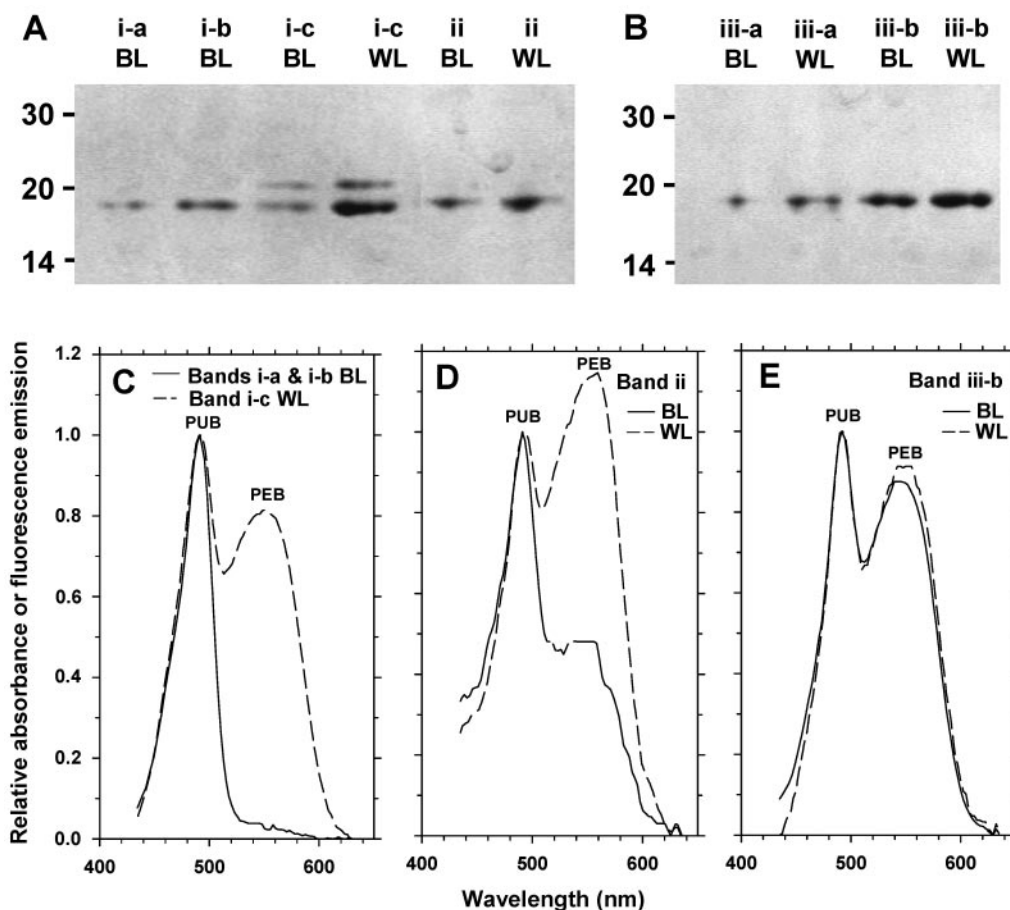 A
i-a i-b i-c i-c ii ii
BL BL BL WL BL WL
30
20
14
B
iii-a iii-a iii-b iii-b
BL WL BL WL
30
20
14
Relative absorbance or fluorescence emission
1.2
1.0
0.8
0.6
0.4
0.2
0.0
C
Bands i-a & i-b BL
Band i-c WL
PUB
PEB
400 500 600
D
Band ii
BL
WL
PUB
PEB
400 500 600
E
Band iii-b
BL
WL
PUB
PEB
400 500 600
Wavelength (nm)